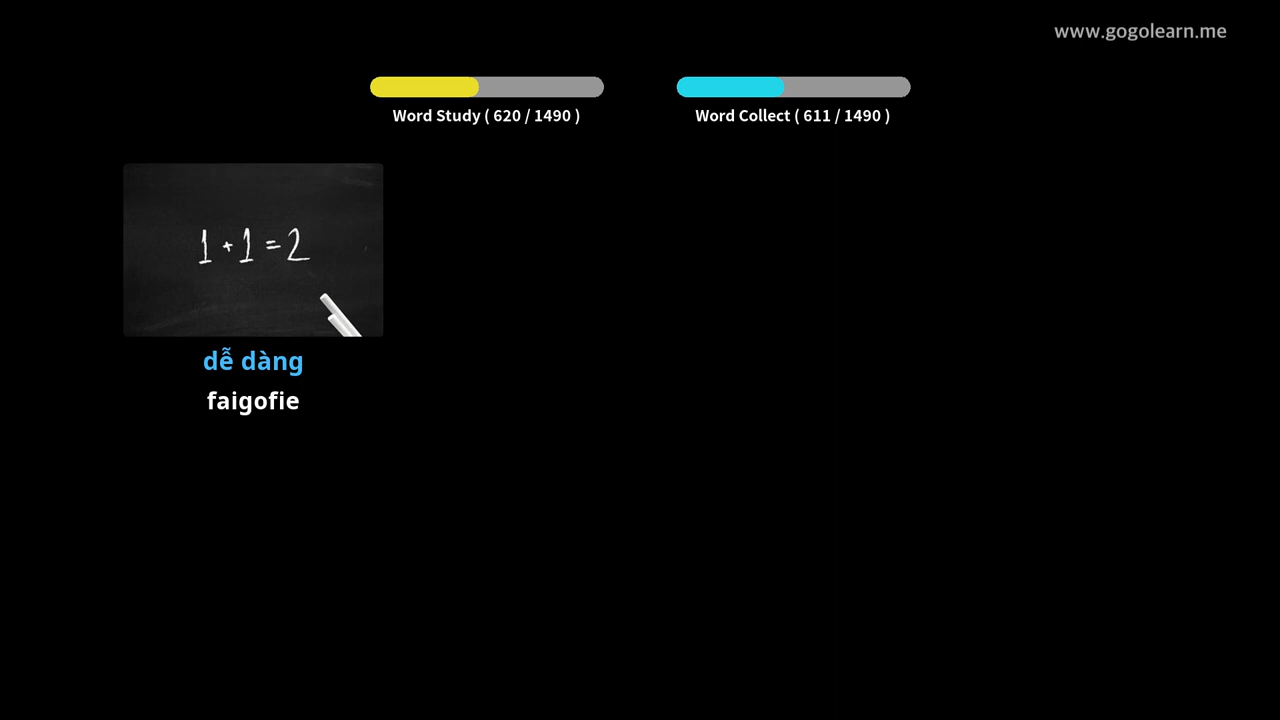 www.gogolearn.me
Word Study ( 620 / 1490 )
Word Collect ( 611 / 1490 )
1 + 1 = 2
dễ dàng
faigofie